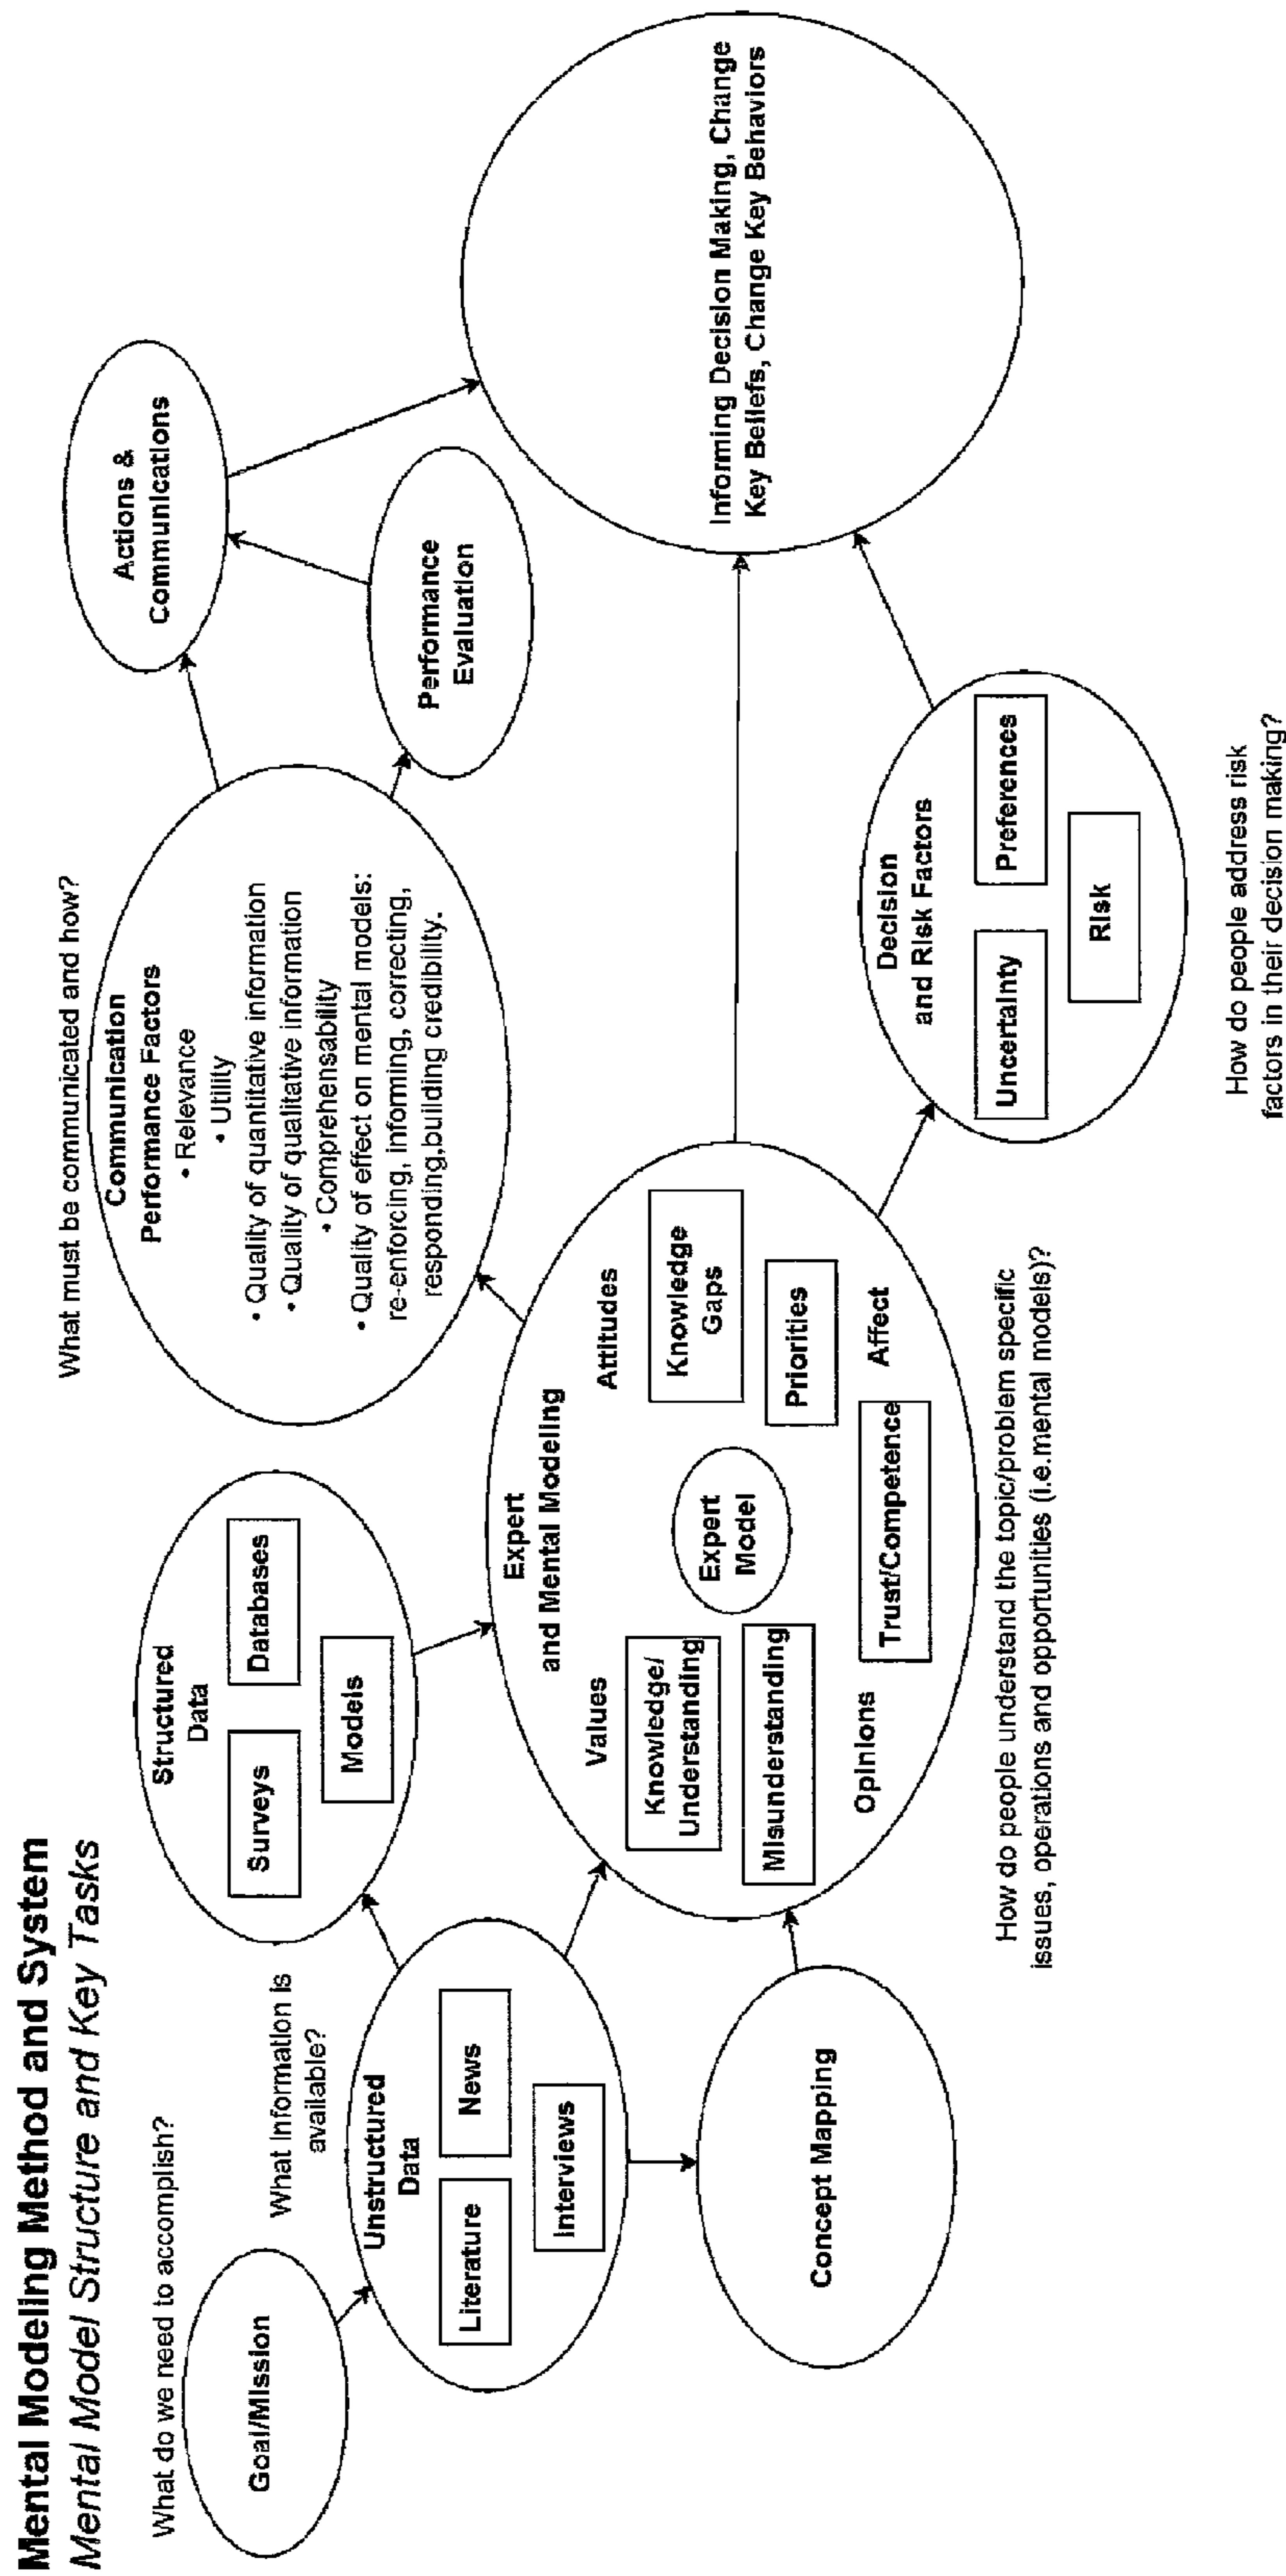 Mental Modeling Method and System
Mental Model Structure and Key Tasks
What do we need to accomplish?
Goal/Mission
What Information is
available?
Unstructured
Data
Literature
News
Interviews
Concept Mapping
Structured
Data
Surveys
Databases
Models
Expert
and Mental Modeling
Values
Attitudes
Knowledge/
Understanding
Expert
Model
Knowledge
Gaps
Misunderstanding
Priorities
Opinions
Trust/Competence
Affect
How do people understand the topic/problem specific
issues, operations and opportunities (i.e.mental models)?
What must be communicated and how?
Communication
Performance Factors
• Relevance
• Utility
• Quality of quantitative information
• Quality of qualitative information
• Comprehensability
• Quality of effect on mental models:
re-enforcing, informing, correcting,
responding,building credibility.
Actions &
Communications
Performance
Evaluation
Decision
and Risk Factors
Uncertainty
Preferences
Risk
How do people address risk
factors in their decision making?
Informing Decision Making, Change
Key Beliefs, Change Key Behaviors